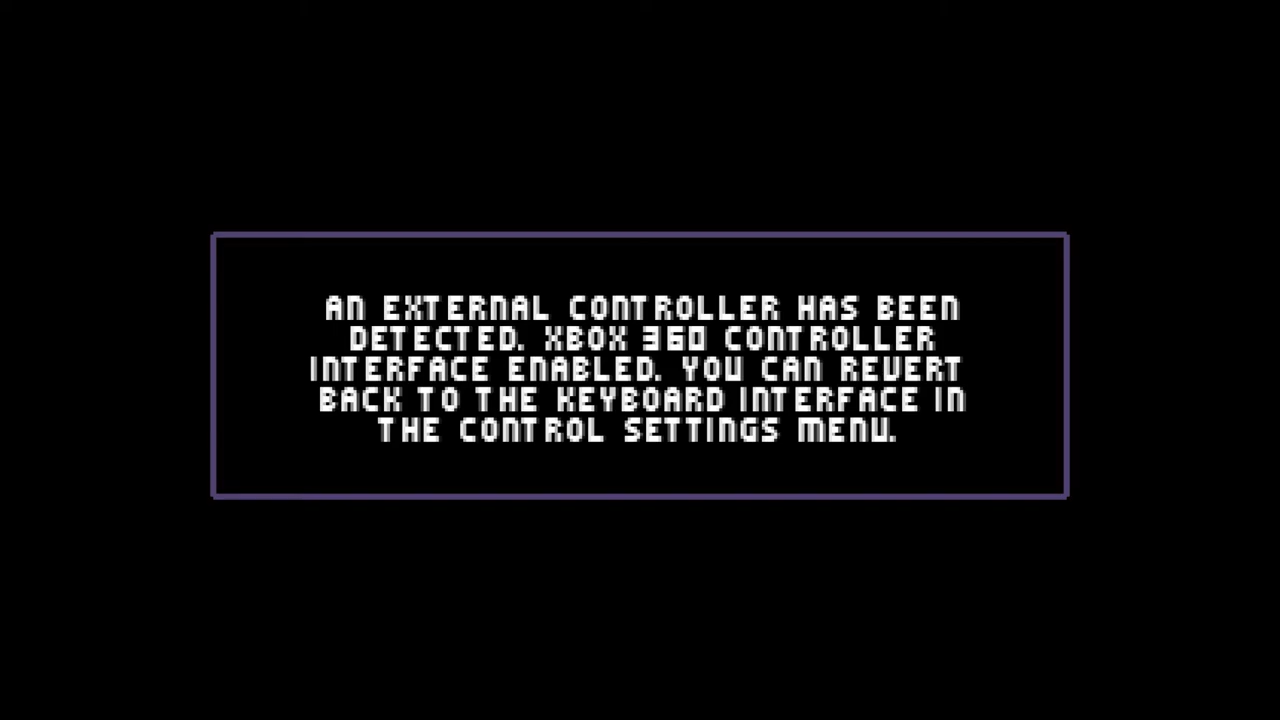 AN EXTERNAL CONTROLLER HAS BEEN
DETECTED. XBOX 360 CONTROLLER
INTERFACE ENABLED. YOU CAN REVERT
BACK TO THE KEYBOARD INTERFACE IN
THE CONTROL SETTINGS MENU.